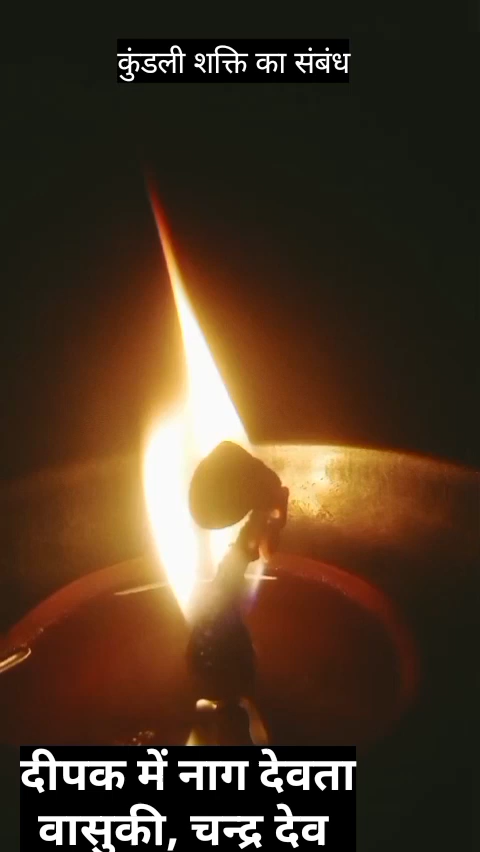 कुंडली शक्ति का संबंध
दीपक में नाग देवता
वासुकी, चन्द्र देव